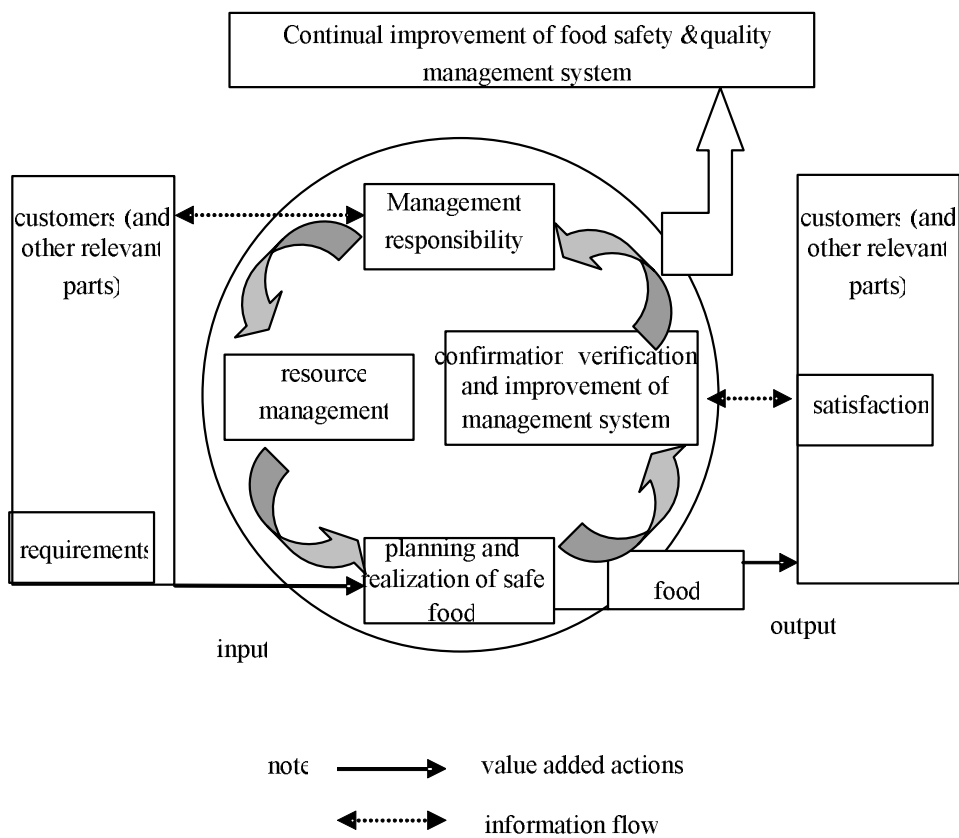 Continual improvement of food safety &quality
management system
customers (and
other relevant
parts)
Management
responsibility
customers (and
other relevant
parts)
resource
management
confirmation verification
and improvement of
management system
satisfaction
requirements
planning and
realization of safe
food
food
input
output
note
value added actions
information flow